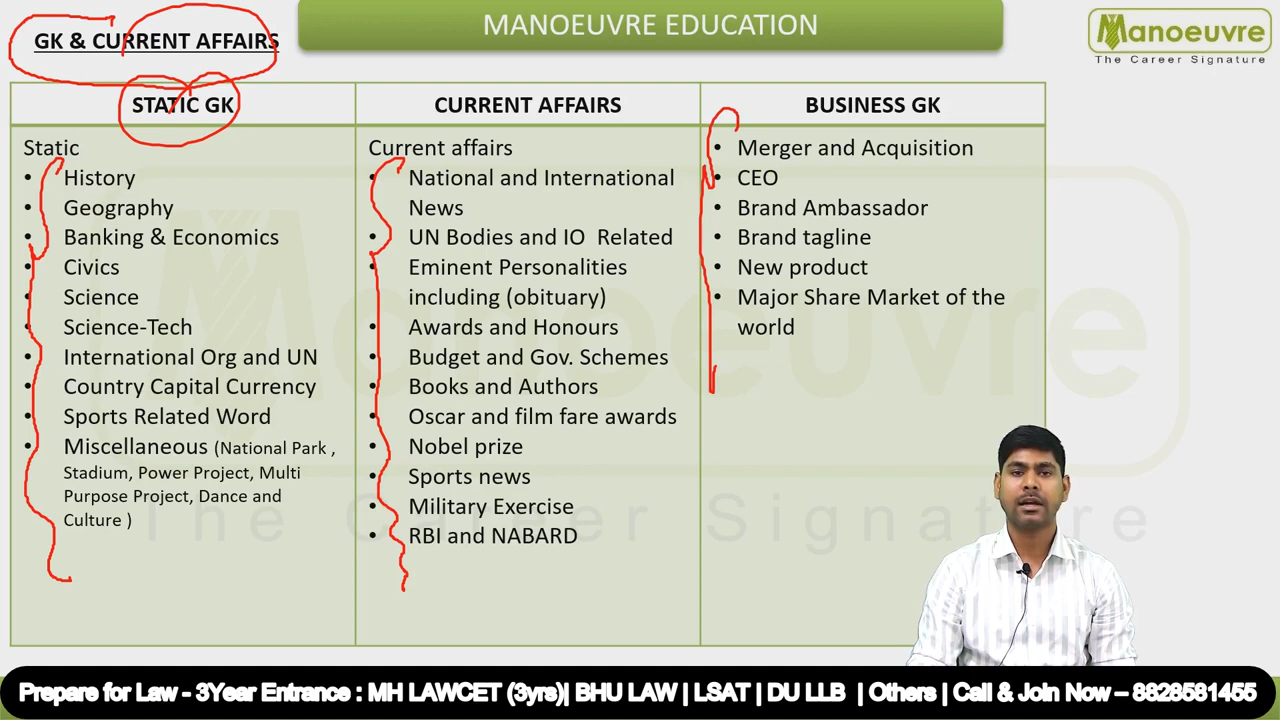 GK & CURRENT AFFAIRS
MANOEUVRE EDUCATION
Manoeuvre
The Career Signature
STATIC GK
Static
• History
• Geography
• Banking & Economics
• Civics
• Science
• Science-Tech
• International Org and UN
• Country Capital Currency
• Sports Related Word
• Miscellaneous (National Park ,
Stadium, Power Project, Multi
Purpose Project, Dance and
Culture )
CURRENT AFFAIRS
Current affairs
• National and International
News
• UN Bodies and IO Related
• Eminent Personalities
including (obituary)
• Awards and Honours
• Budget and Gov. Schemes
• Books and Authors
• Oscar and film fare awards
• Nobel prize
• Sports news
• Military Exercise
• RBI and NABARD
BUSINESS GK
• Merger and Acquisition
• CEO
• Brand Ambassador
• Brand tagline
• New product
• Major Share Market of the
world
Manoeuvre
The Career Signature
Prepare for Law - 3Year Entrance : MH LAWCET (3yrs)| BHU LAW | LSAT | DU LLB | Others | Call & Join Now – 8828581455